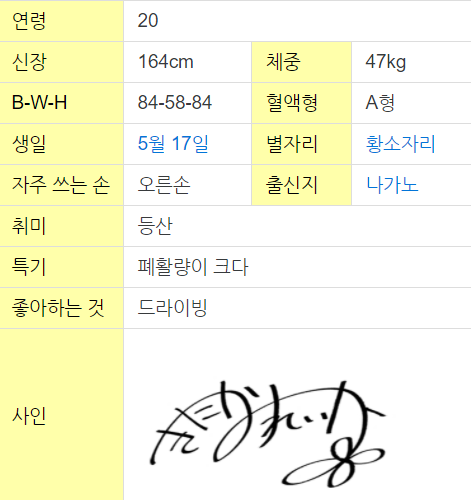 연령 20
신장 164cm 체중 47kg
B-W-H 84-58-84 혈액형 A형
생일 5월 17일 별자리 황소자리
자주 쓰는 손 오른손 출신지 나가노
취미 등산
특기 폐활량이 크다
좋아하는 것 드라이빙
사인